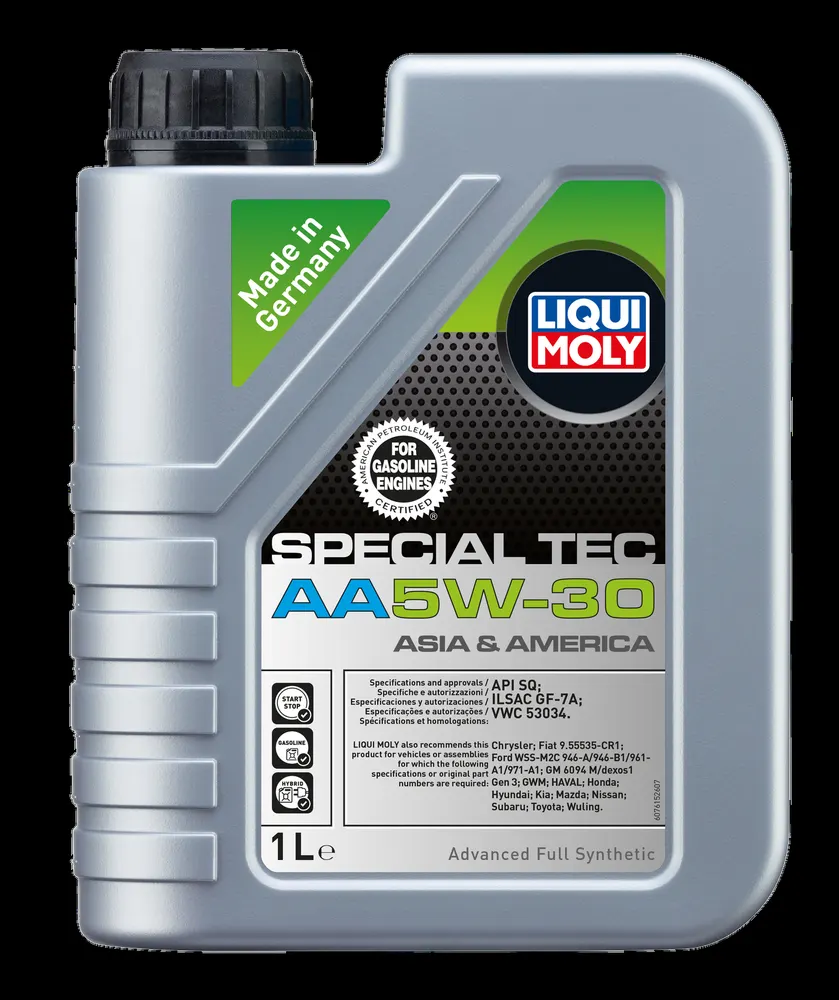 Made in
Germany
LIQUI
MOLY
AMERICAN PETROLEUM INSTITUTE
FOR
GASOLINE
ENGINES
CERTIFIED
®
SPECIAL TEC
AA5W-30
ASIA & AMERICA
Specifications and approvals /
Specifiche e autorizzazioni /
Especificaciones y autorizaciones /
Especificações e autorizações /
Spécifications et homologations:
API SQ;
ILSAC GF-7A;
VWC 53034.
LIQUI MOLY also recommends this
product for vehicles or assemblies
for which the following
specifications or original part
numbers are required:
Chrysler; Fiat 9.55535-CR1;
Ford WSS-M2C 946-A/946-B1/961-
A1/971-A1; GM 6094 M/dexos1
Gen 3; GWM; HAVAL; Honda;
Hyundai; Kia; Mazda; Nissan;
Subaru; Toyota; Wuling.
START
STOP
GASOLINE
HYBRID
6076152607
1 L e
Advanced Full Synthetic